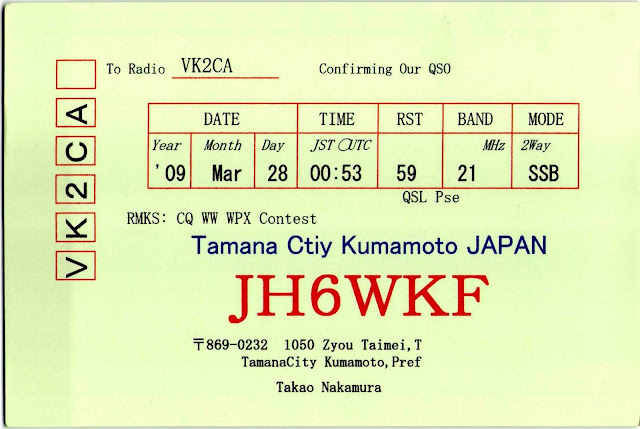 To Radio VK2CA Confirming Our QSO
VK2CA
DATE TIME RST BAND MODE
Year Month Day JST ◯UTC MHz 2Way
'09 Mar 28 00:53 59 21 SSB
QSL Pse
RMKS: CQ WW WPX Contest
Tamana Ctiy Kumamoto JAPAN
JH6WKF
〒869-0232 1050 Zyou Taimei,T
TamanaCity Kumamoto,Pref
Takao Nakamura